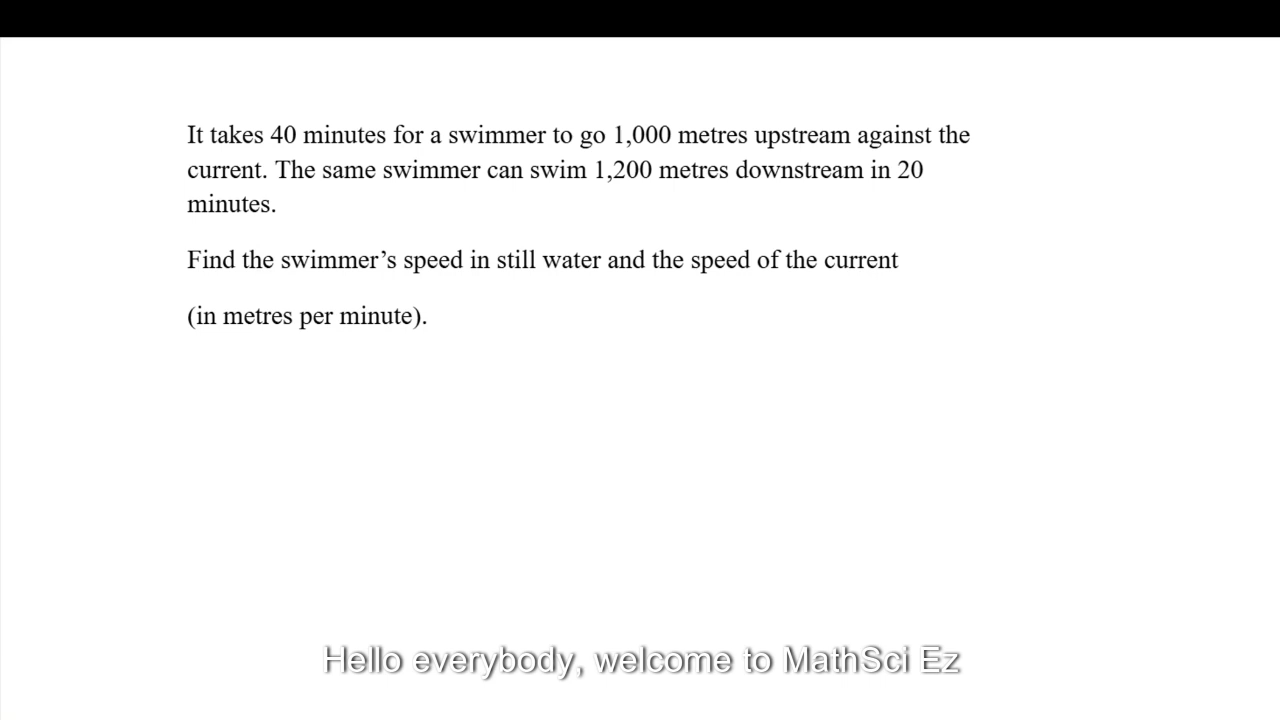 It takes 40 minutes for a swimmer to go 1,000 metres upstream against the
current. The same swimmer can swim 1,200 metres downstream in 20
minutes.
Find the swimmer’s speed in still water and the speed of the current
(in metres per minute).
Hello everybody, welcome to MathSci Ez